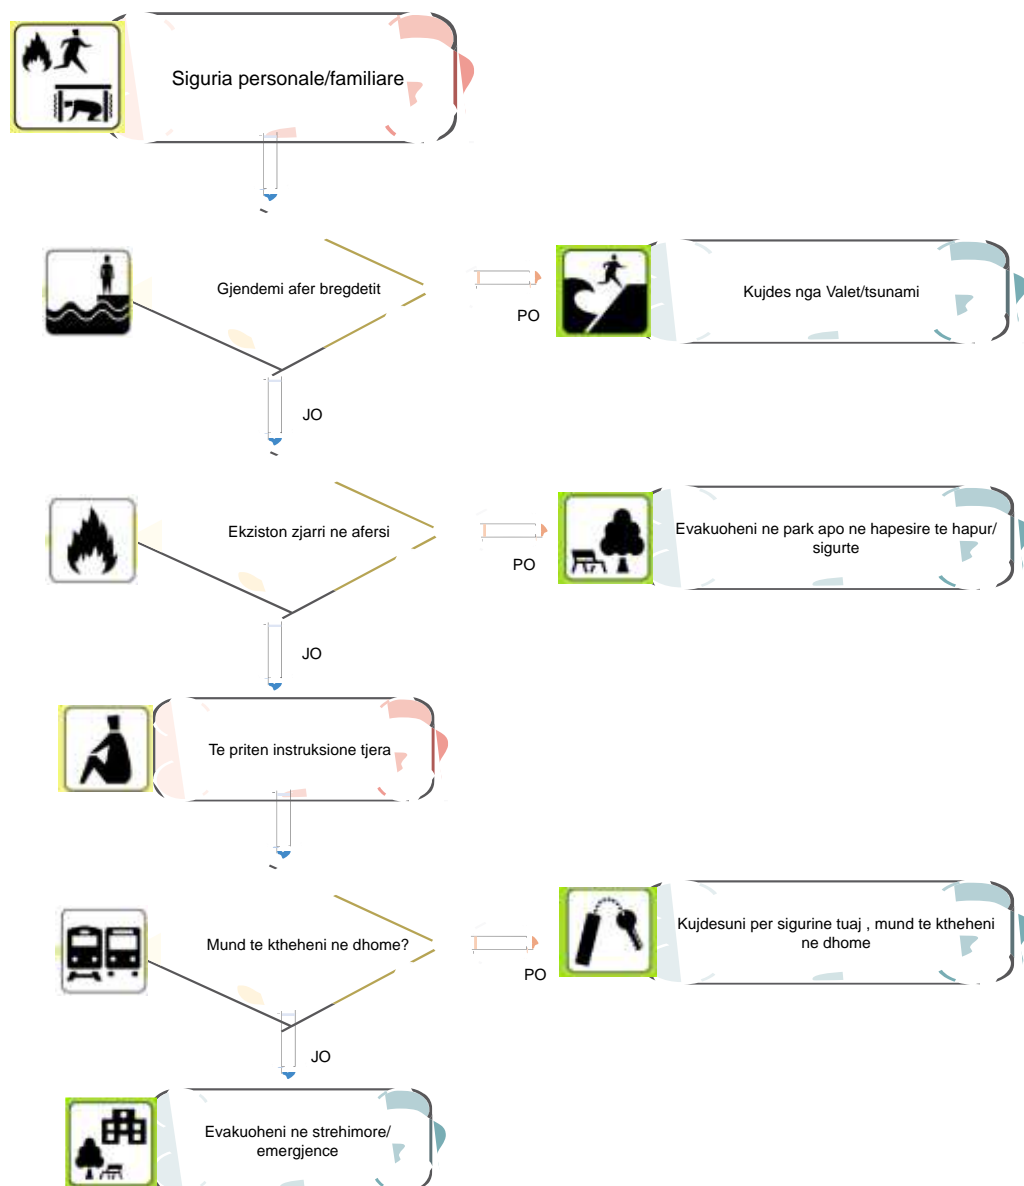 Siguria personale/familiare
Gjendemi afer bregdetit
PO
Kujdes nga Valet/tsunami
JO
Ekziston zjarri ne afersi
PO
Evakuoheni ne park apo ne hapesire te hapur/
sigurte
JO
Te priten instruksione tjera
Mund te ktheheni ne dhome?
PO
Kujdesuni per sigurine tuaj , mund te ktheheni
ne dhome
JO
Evakuoheni ne strehimore/
emergjence